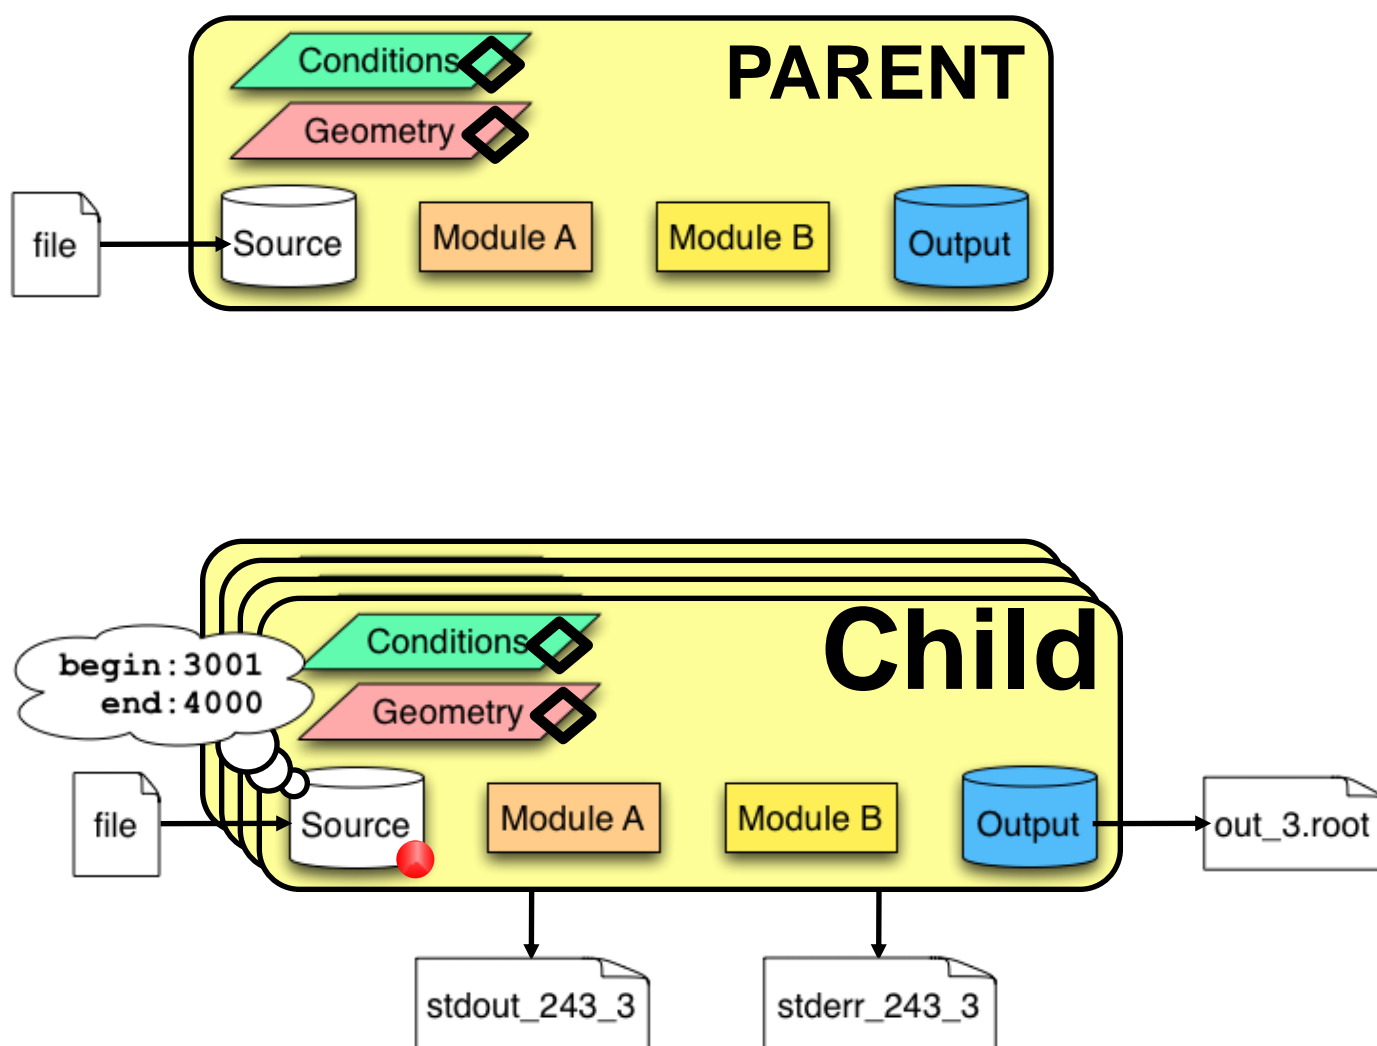 Conditions
PARENT
Geometry
file
Source
Module A
Module B
Output
Child
Conditions
begin:3001
end:4000
Geometry
file
Source
Module A
Module B
Output
out_3.root
stdout_243_3
stderr_243_3